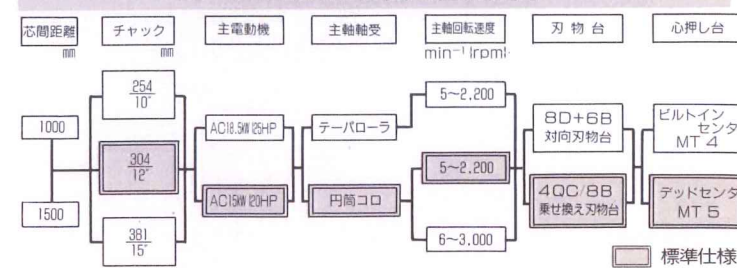 芯間距離
mm
チャック
mm
主電動機
主軸軸受
主軸回転速度
min⁻¹(rpm)
刃物台
心押し台
1000
1500
254
10″
304
12″
381
15″
AC18.5kW(25HP)
AC15kW(20HP)
テーパローラ
円筒コロ
5〜2.200
5〜2.200
6〜3.000
8D+6B
対向刃物台
4QC/8B
乗せ換え刃物台
ビルトイン
センタ
MT 4
デッドセンタ
MT 5
標準仕様